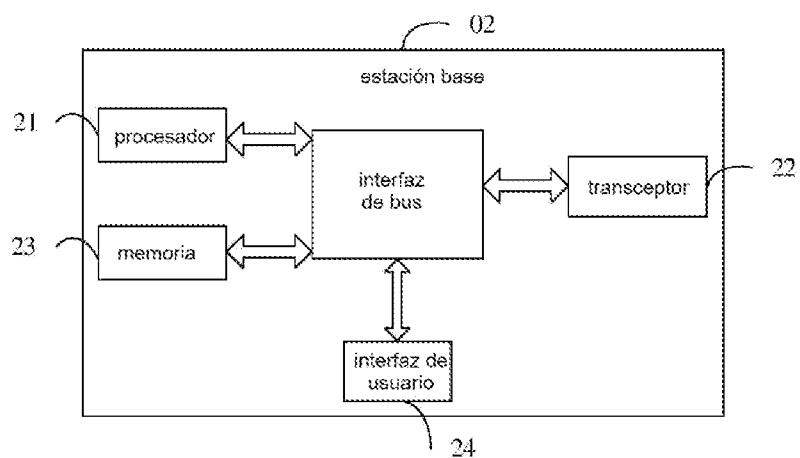 02
estación base
21
procesador
interfaz
de bus
22
transceptor
23
memoria
interfaz de
usuario
24